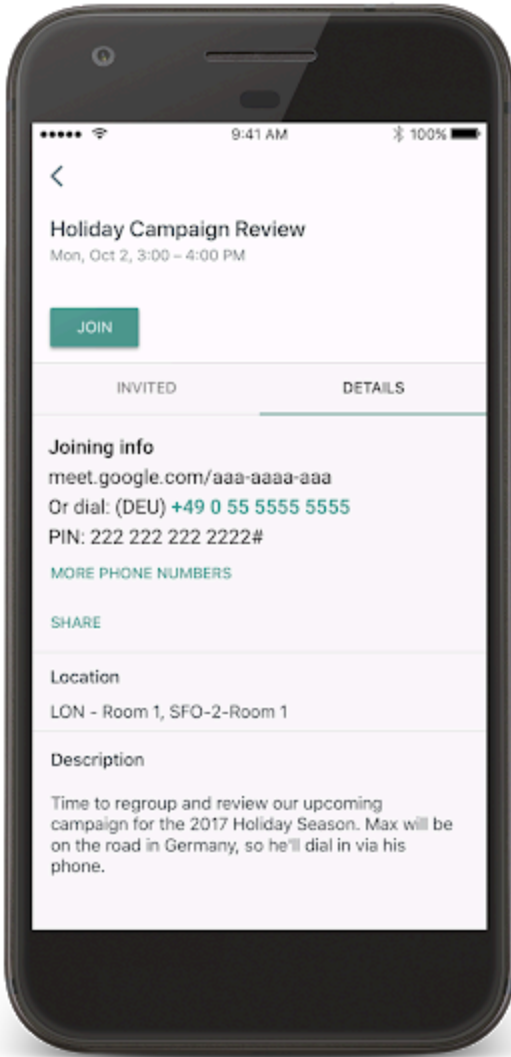 9:41 AM
100%
Holiday Campaign Review
Mon, Oct 2, 3:00 – 4:00 PM
JOIN
INVITED
DETAILS
Joining info
meet.google.com/aaa-aaaa-aaa
Or dial: (DEU) +49 0 55 5555 5555
PIN: 222 222 222 2222#
MORE PHONE NUMBERS
SHARE
Location
LON - Room 1, SFO-2-Room 1
Description
Time to regroup and review our upcoming
campaign for the 2017 Holiday Season. Max will be
on the road in Germany, so he'll dial in via his
phone.